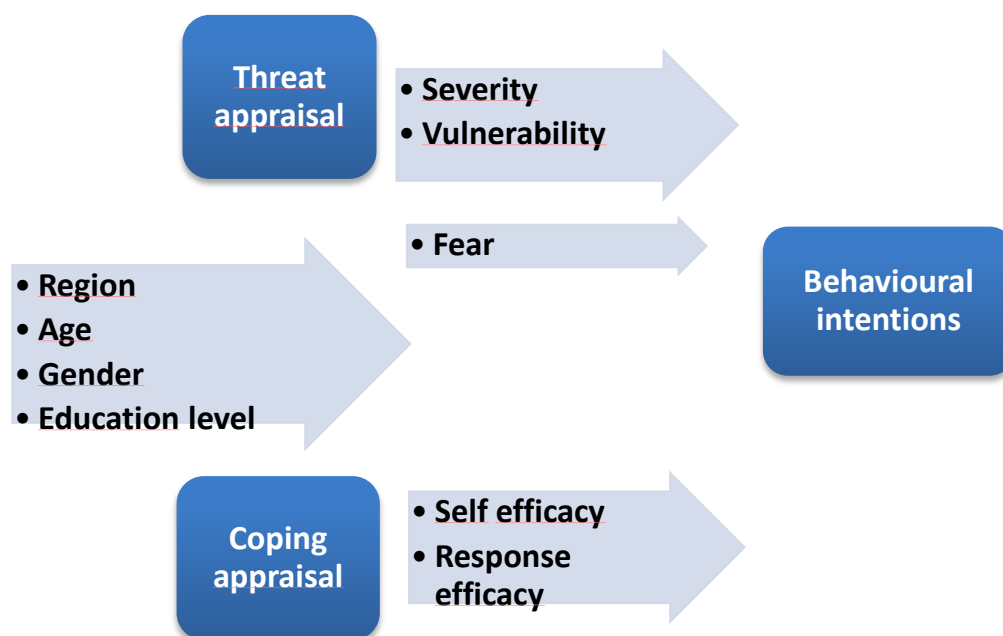 Threat
appraisal
• Severity
• Vulnerability
• Fear
• Region
• Age
• Gender
• Education level
Behavioural
intentions
Coping
appraisal
• Self efficacy
• Response
efficacy